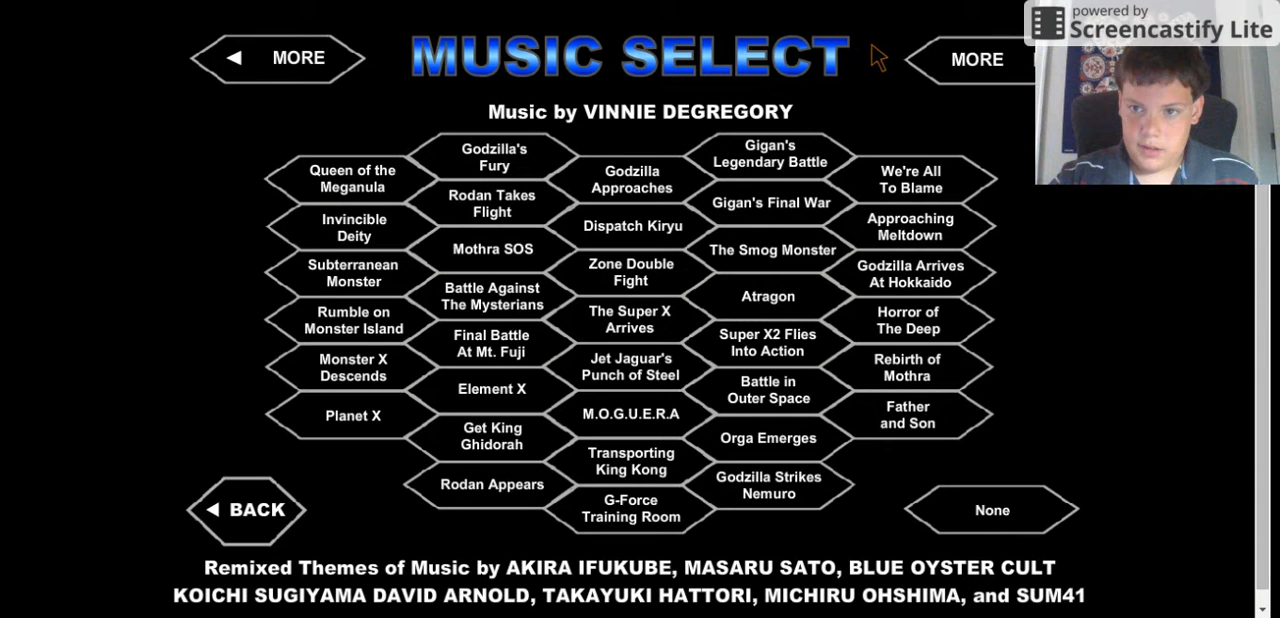 powered by
Screencastify Lite
MORE
MUSIC SELECT
MORE
Music by VINNIE DEGREGORY
Queen of the
Meganula
Invincible
Deity
Subterranean
Monster
Rumble on
Monster Island
Monster X
Descends
Planet X
Godzilla's
Fury
Rodan Takes
Flight
Mothra SOS
Battle Against
The Mysterians
Final Battle
At Mt. Fuji
Element X
Get King
Ghidorah
Rodan Appears
Godzilla
Approaches
Dispatch Kiryu
Zone Double
Fight
The Super X
Arrives
Jet Jaguar's
Punch of Steel
M.O.G.U.E.R.A
Transporting
King Kong
G-Force
Training Room
Gigan's
Legendary Battle
Gigan's Final War
The Smog Monster
Atragon
Super X2 Flies
Into Action
Battle in
Outer Space
Orga Emerges
Godzilla Strikes
Nemuro
We're All
To Blame
Approaching
Meltdown
Godzilla Arrives
At Hokkaido
Horror of
The Deep
Rebirth of
Mothra
Father
and Son
BACK
None
Remixed Themes of Music by AKIRA IFUKUBE, MASARU SATO, BLUE OYSTER CULT
KOICHI SUGIYAMA DAVID ARNOLD, TAKAYUKI HATTORI, MICHIRU OHSHIMA, and SUM41